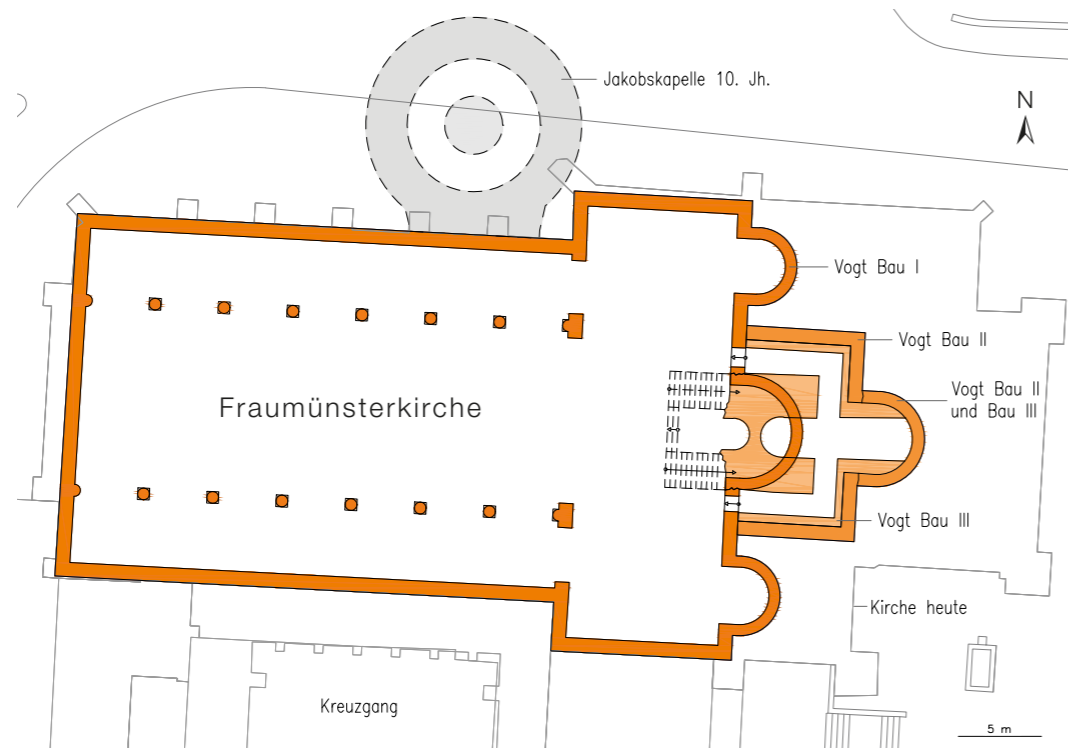 Jakobskapelle 10. Jh.
N
Vogt Bau I
Vogt Bau II
Vogt Bau II
und Bau III
Fraumünsterkirche
Vogt Bau III
Kirche heute
Kreuzgang
5 m